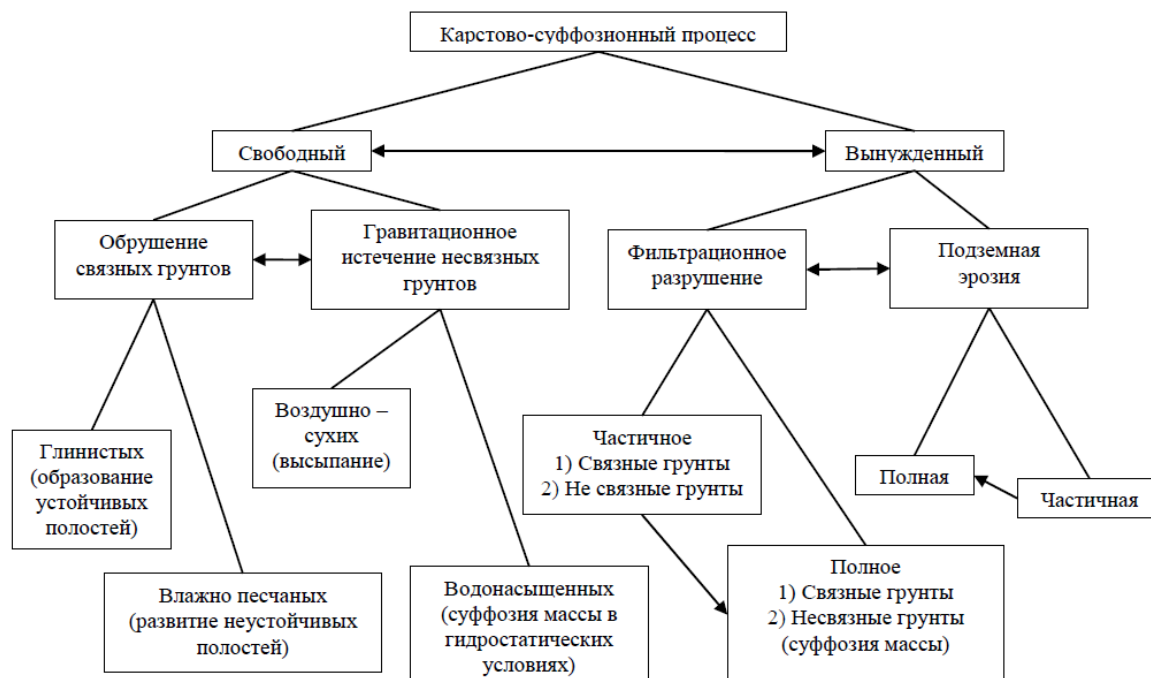 Карстово-суффозионный процесс
Свободный
Вынужденный
Обрушение
связных грунтов
Гравитационное
истечение несвязных
грунтов
Фильтрационное
разрушение
Подземная
эрозия
Глинистых
(образование
устойчивых
полостей)
Воздушно –
сухих
(высыпание)
Частичное
1) Связные грунты
2) Не связные грунты
Полная
Частичная
Влажно песчаных
(развитие неустойчивых
полостей)
Водонасыщенных
(суффозия массы в
гидростатических
условиях)
Полное
1) Связные грунты
2) Несвязные грунты
(суффозия массы)